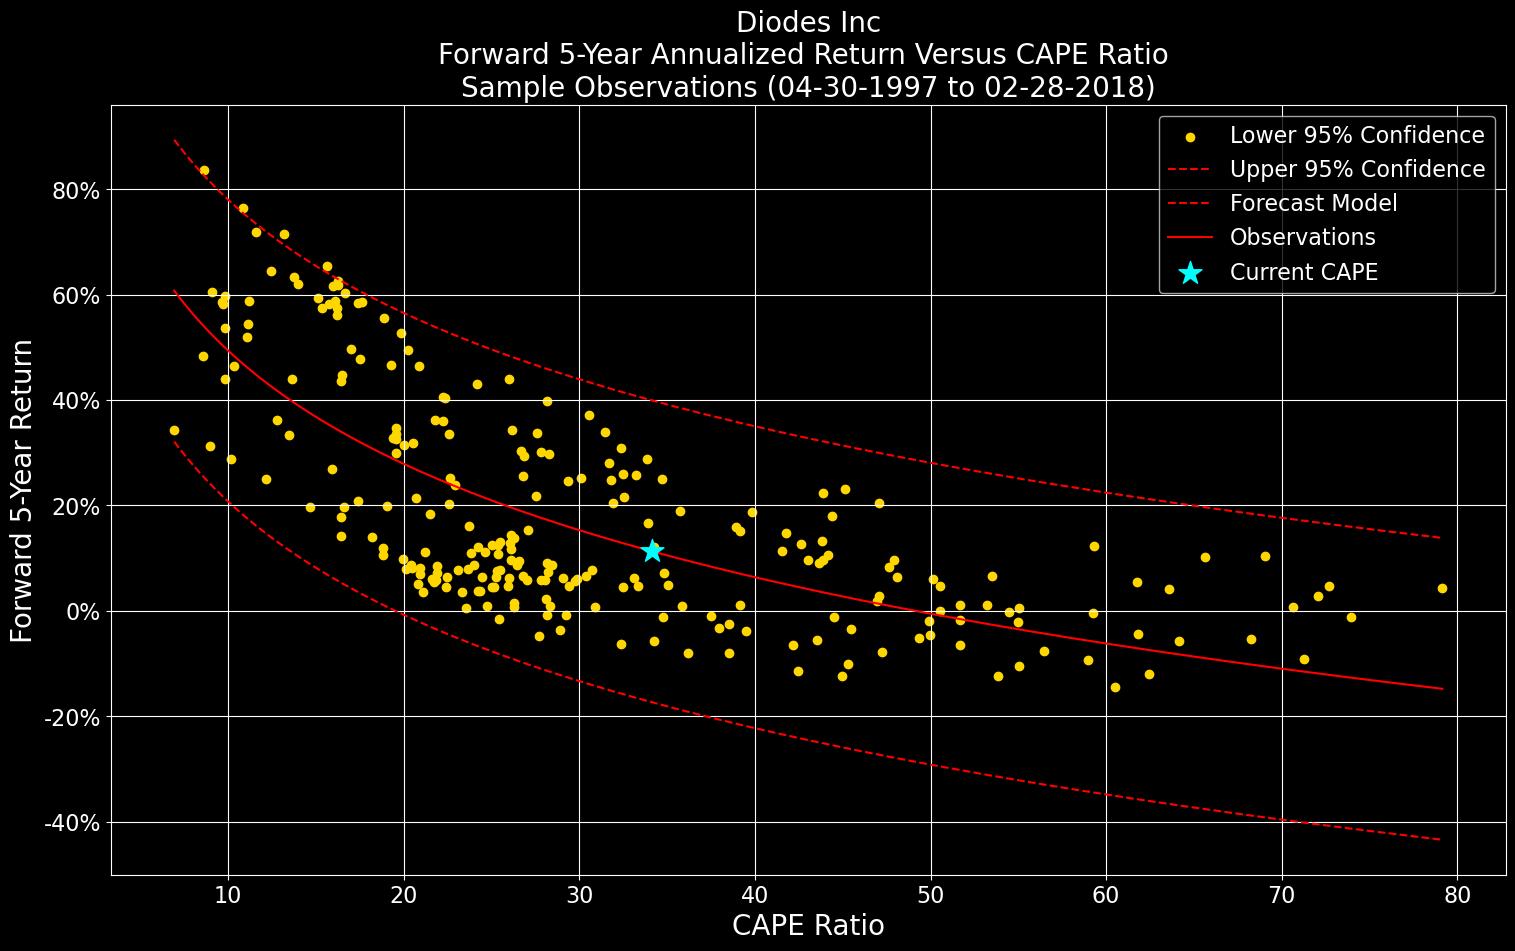 Diodes Inc
Forward 5-Year Annualized Return Versus CAPE Ratio
Sample Observations (04-30-1997 to 02-28-2018)
Lower 95% Confidence
Upper 95% Confidence
Forecast Model
Observations
Current CAPE
Forward 5-Year Return
80%
60%
40%
20%
0%
-20%
-40%
10 20 30 40 50 60 70 80
CAPE Ratio